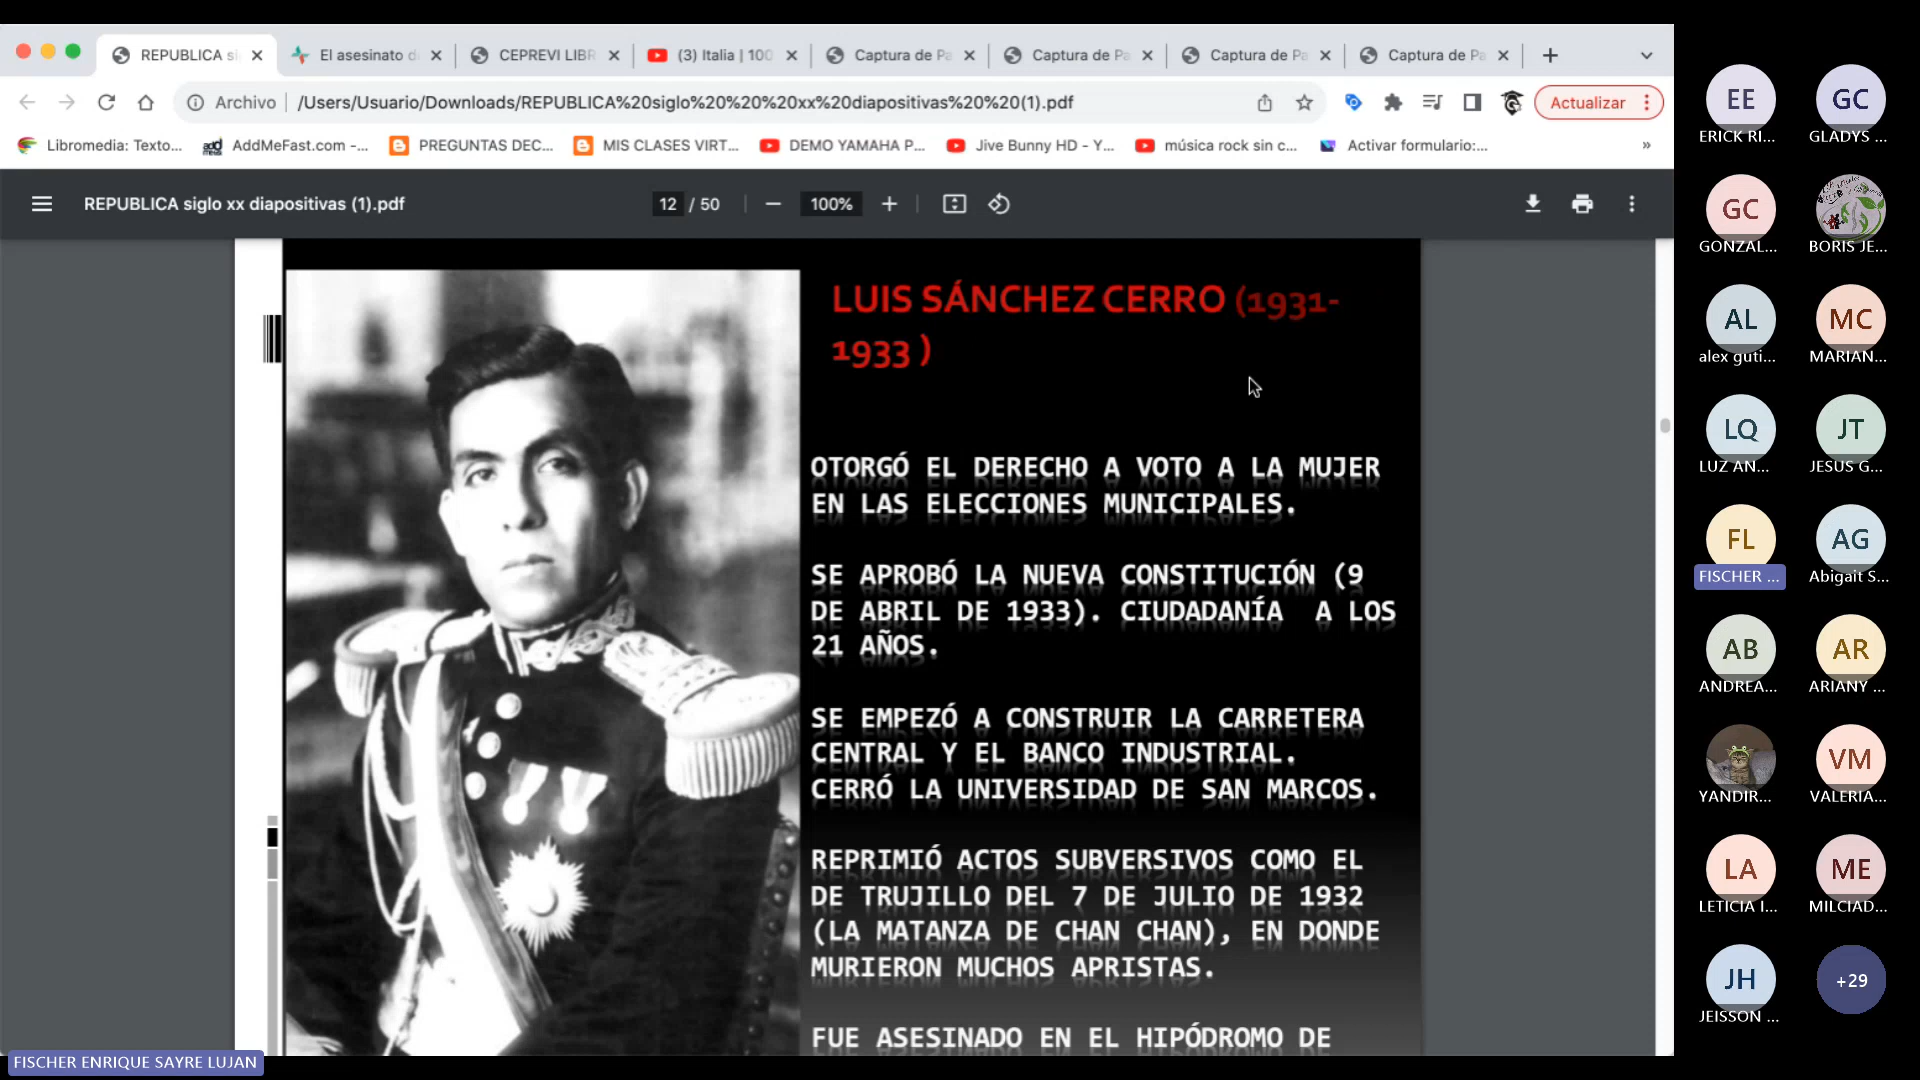 REPUBLICA si
El asesinato d
CEPREVI LIBR
(3) Italia | 100
Captura de Pa
Captura de Pa
Captura de Pa
Captura de Pa
Archivo
/Users/Usuario/Downloads/REPUBLICA%20siglo%20%20%20xx%20diapositivas%20%20(1).pdf
Actualizar
Libromedia: Texto...
AddMeFast.com -...
PREGUNTAS DEC...
MIS CLASES VIRT...
DEMO YAMAHA P...
Jive Bunny HD - Y...
música rock sin c...
Activar formulario:...
»
REPUBLICA siglo xx diapositivas (1).pdf
12 / 50
100%
LUIS SÁNCHEZ CERRO (1931-
1933 )
OTORGÓ EL DERECHO A VOTO A LA MUJER
EN LAS ELECCIONES MUNICIPALES.
SE APROBÓ LA NUEVA CONSTITUCIÓN (9
DE ABRIL DE 1933). CIUDADANÍA A LOS
21 AÑOS.
SE EMPEZÓ A CONSTRUIR LA CARRETERA
CENTRAL Y EL BANCO INDUSTRIAL.
CERRÓ LA UNIVERSIDAD DE SAN MARCOS.
REPRIMIÓ ACTOS SUBVERSIVOS COMO EL
DE TRUJILLO DEL 7 DE JULIO DE 1932
(LA MATANZA DE CHAN CHAN), EN DONDE
MURIERON MUCHOS APRISTAS.
FUE ASESINADO EN EL HIPÓDROMO DE
FISCHER ENRIQUE SAYRE LUJAN
EE
ERICK RI...
GC
GLADYS ...
GC
GONZAL...
BORIS JE...
AL
alex guti...
MC
MARIAN...
LQ
LUZ AN...
JT
JESUS G...
FL
FISCHER ...
AG
Abigait S...
AB
ANDREA...
AR
ARIANY ...
YANDIR...
VM
VALERIA...
LA
LETICIA I...
ME
MILCIAD...
JH
JEISSON ...
+29